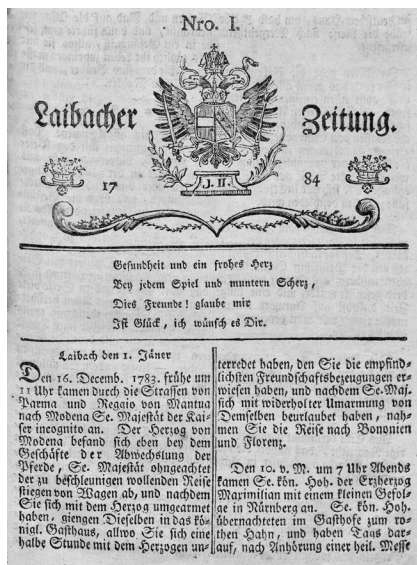 Nro. I.
Laibacher Zeitung.
17 84
J. II.
Gesundheit und ein frohes Herz
Bey jedem Spiel und muntern Scherz,
Dies Freunde! glaube mir
Ist Glück, ich wünsch es Dir.
Laibach den 1. Jäner
Den 16. Decemb. 1783. frühe um
11 Uhr kamen durch die Strassen von
Parma und Regaio von Mantua
nach Modena Se. Majestät der Kai-
ser incognito an. Der Herzog von
Modena befand sich eben bey dem
Geschäfte der Abwechslung der
Pferde, Se. Majestät ohngeachtet
der zu beschleunigen wollenden Reise
stiegen von Wagen ab, und nachdem
Sie sich mit dem Herzog umgearmet
haben, giengen Dieselben in das kö-
nigl. Gasthaus, allwo Sie sich eine
halbe Stunde mit dem Herzogen un-
terredet haben, den Sie die empfind-
lichsten Freundschaftsbezeugungen er-
wiesen haben, und nachdem Se. Maj.
sich mit widerholter Umarmung von
Demselben beurlaubet haben, nah-
men Sie die Reise nach Bononien
und Florenz.
Den 10. v. M. um 7 Uhr Abends
kamen Se. kön. Hoh. der Erzherzog
Maximilian mit einem kleinen Gefol-
ge in Nürnberg an. Se. kön. Hoh.
übernachteten im Gasthofe zum ro-
then Hahn, und haben Tags dar-
auf, nach Anhörung einer heil. Messe